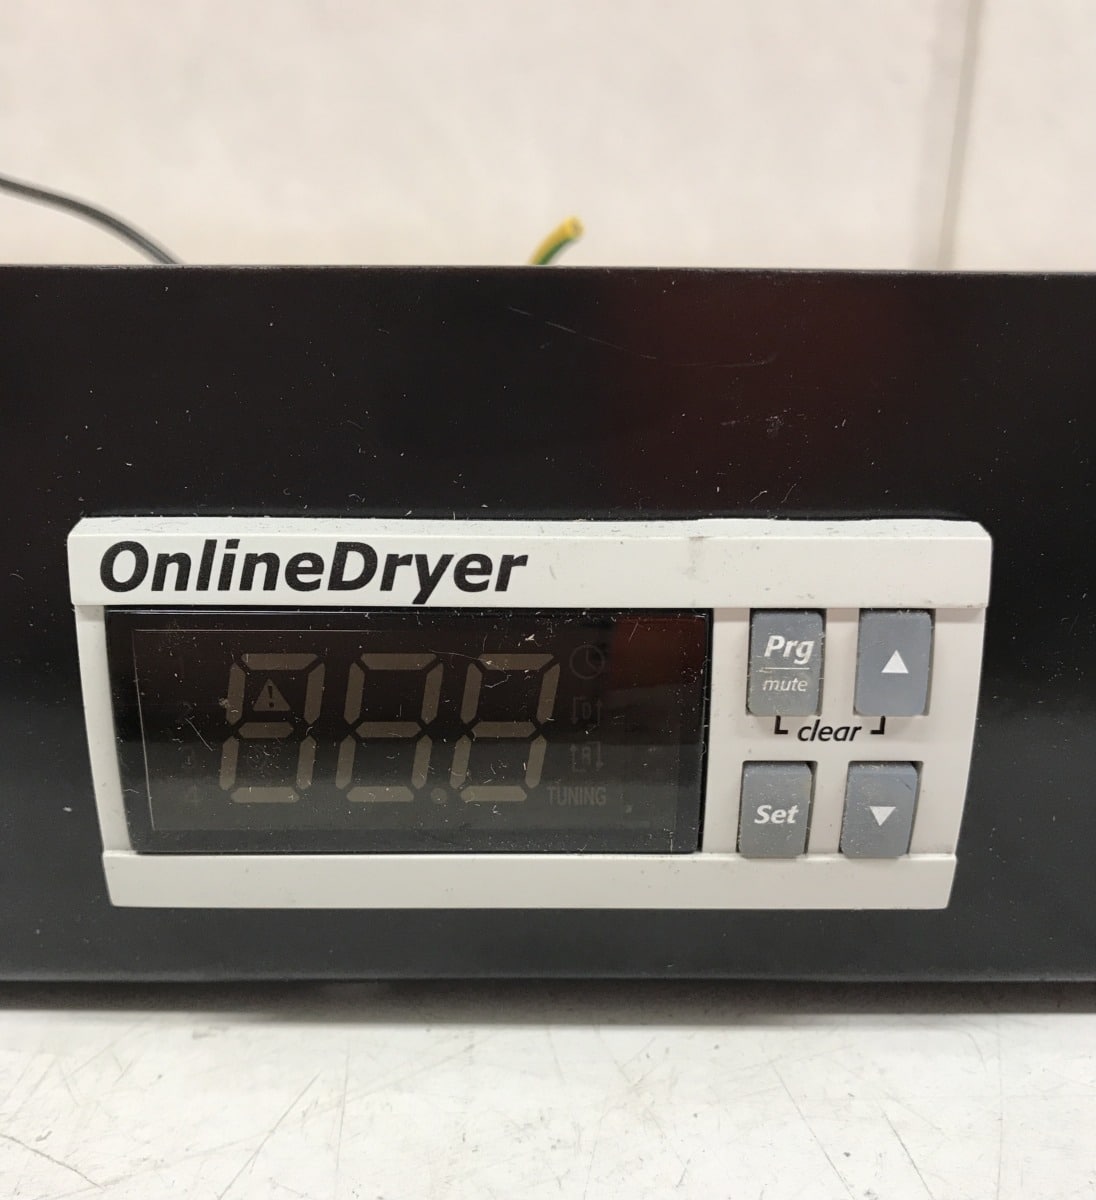 OnlineDryer
Prg
mute
clear
Set
TUNING